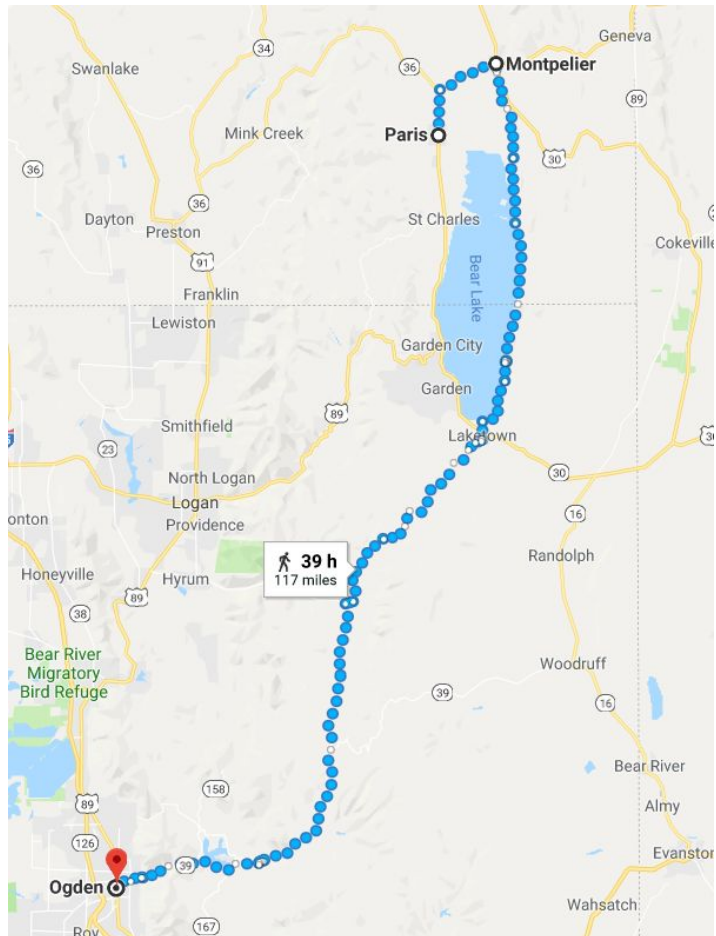 Geneva
34
Swanlake
36
Montpelier
89
Mink Creek
Paris
30
36
36
Dayton
St Charles
Preston
Cokeville
91
Bear Lake
Franklin
Lewiston
Garden City
Garden
89
Smithfield
Laketown
23
30
North Logan
Logan
16
Providence
39 h
117 miles
Randolph
Honeyville
Hyrum
89
38
Bear River
Migratory
Bird Refuge
Woodruff
39
16
Bear River
158
89
Almy
126
Evanston
39
Ogden
Wahsatch
167